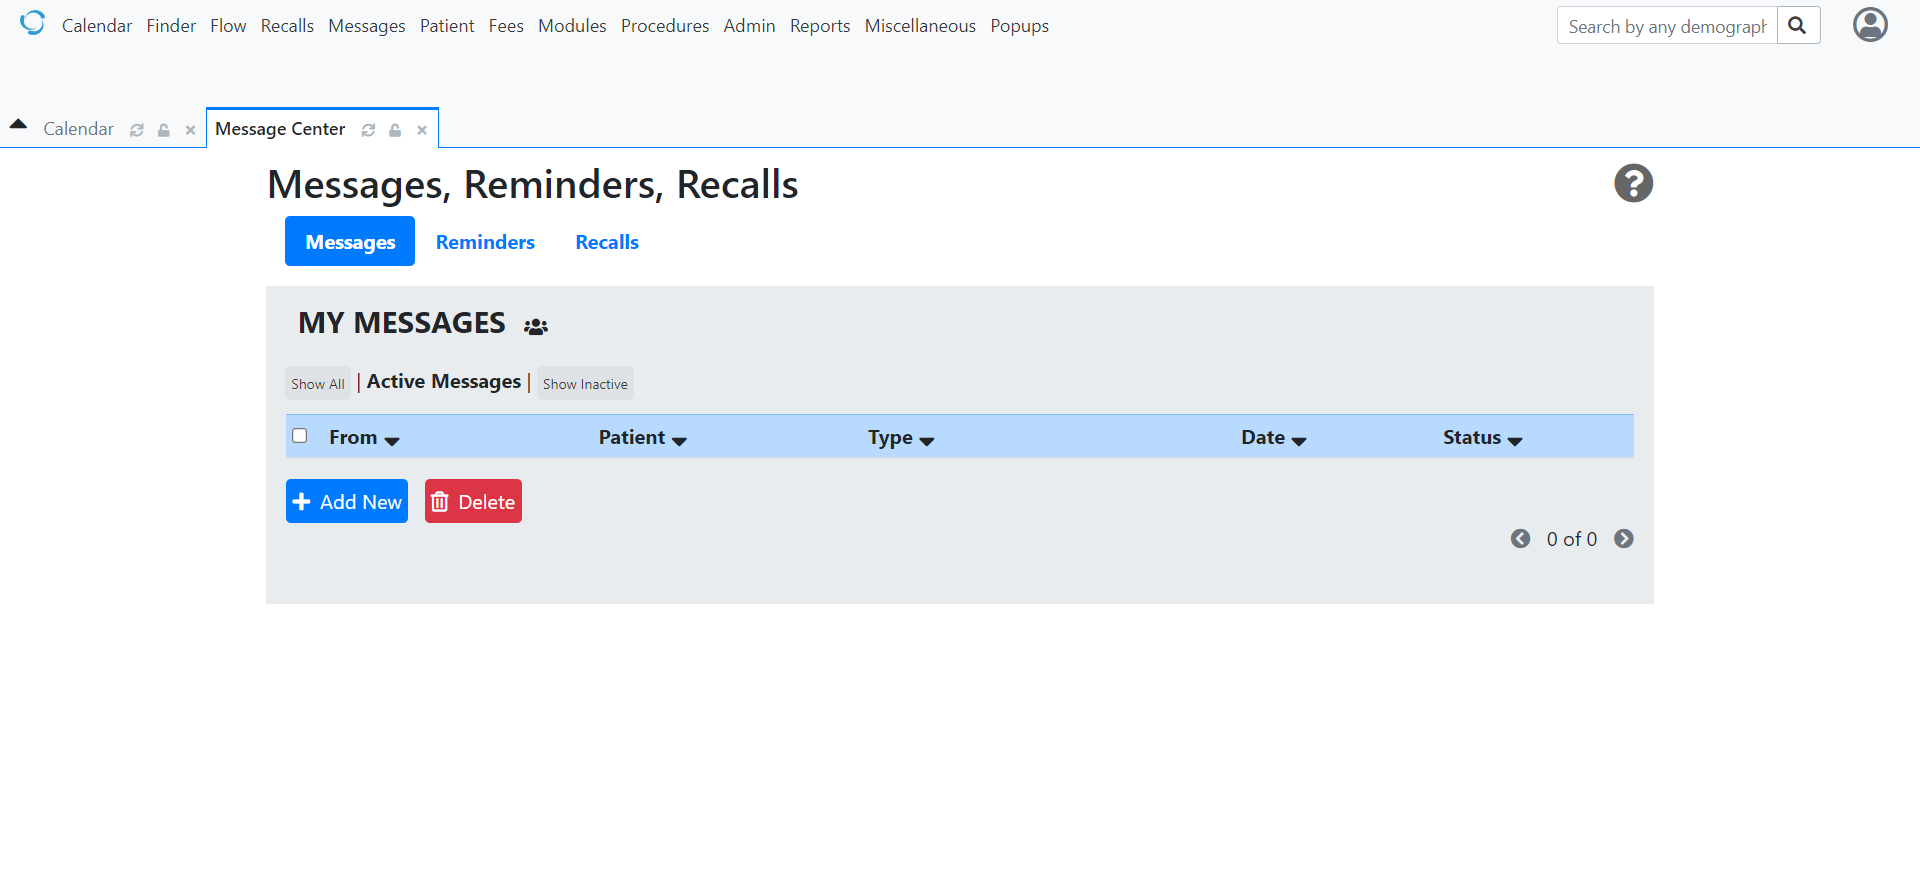 Calendar Finder Flow Recalls Messages Patient Fees Modules Procedures Admin Reports Miscellaneous Popups Search by any demograph
Calendar Message Center
Messages, Reminders, Recalls
Messages Reminders Recalls
MY MESSAGES
Show All | Active Messages | Show Inactive
From Patient Type Date Status
Add New Delete
0 of 0